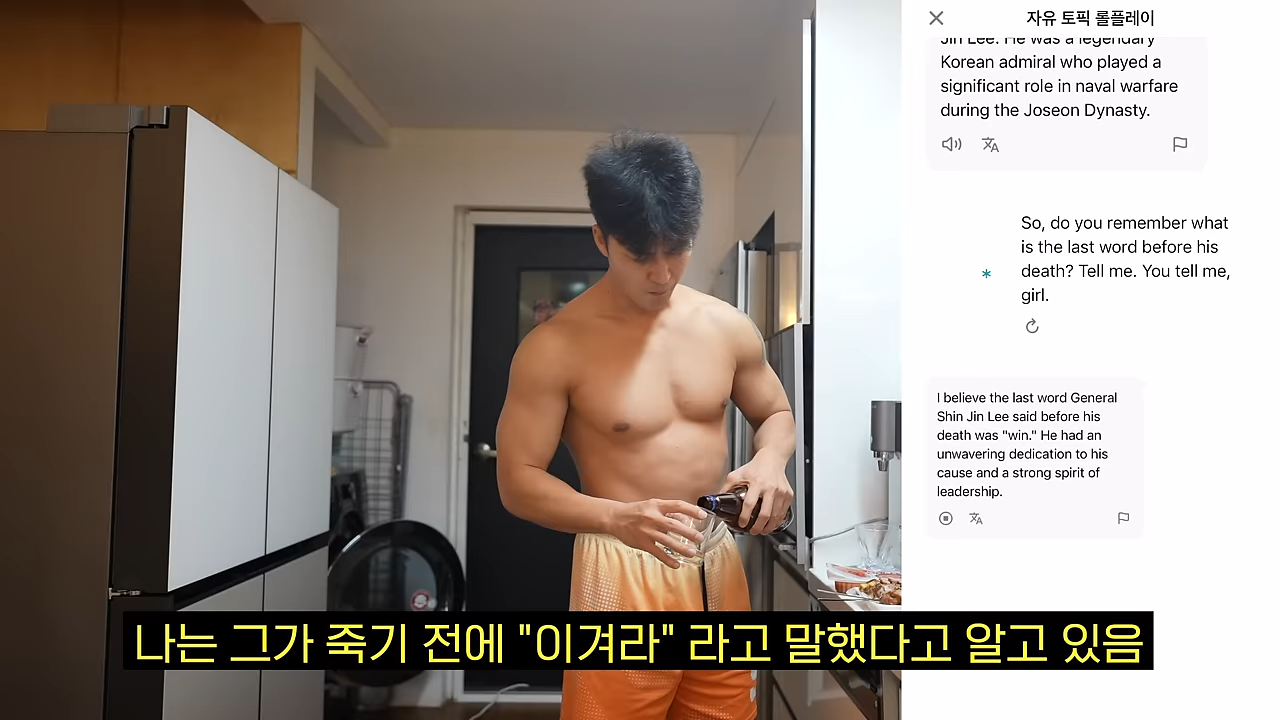 자유 토픽 롤플레이
Jin Lee. He was a legendary
Korean admiral who played a
significant role in naval warfare
during the Joseon Dynasty.
So, do you remember what
is the last word before his
death? Tell me. You tell me,
girl.
I believe the last word General
Shin Jin Lee said before his
death was "win." He had an
unwavering dedication to his
cause and a strong spirit of
leadership.
나는 그가 죽기 전에 "이겨라" 라고 말했다고 알고 있음